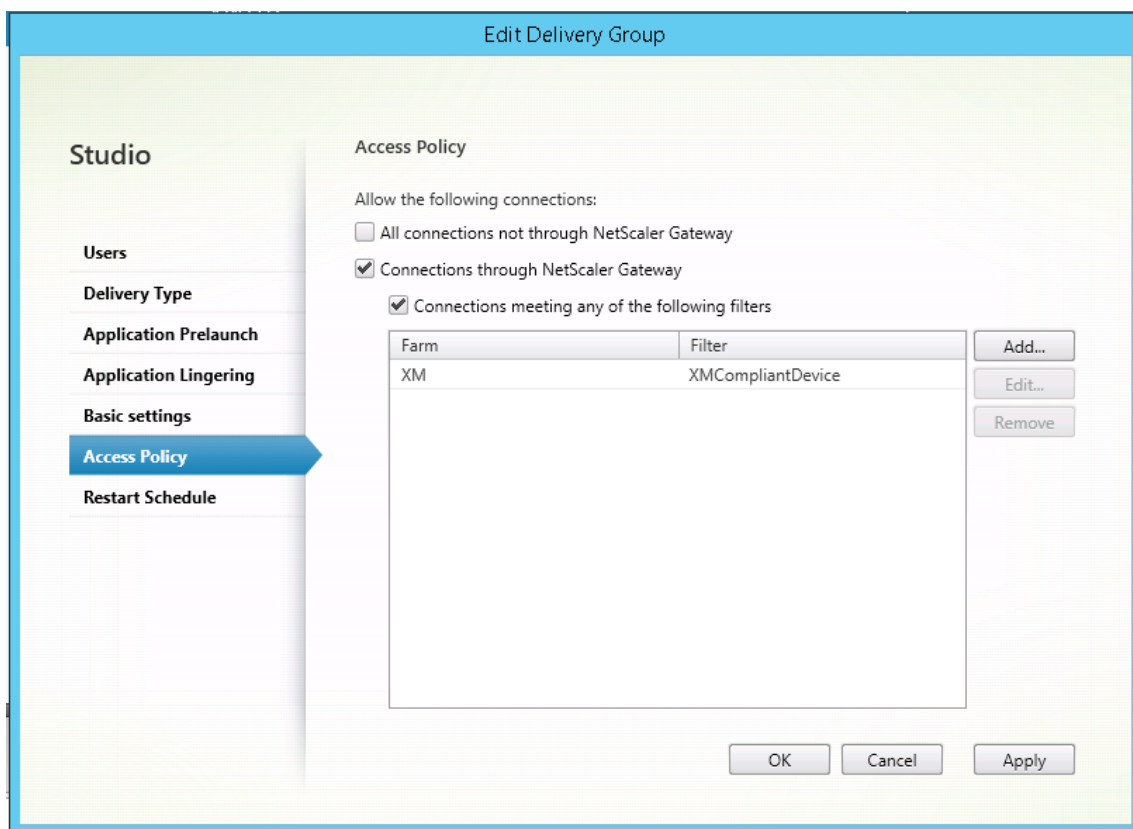 Edit Delivery Group
Studio
Users
Delivery Type
Application Prelaunch
Application Lingering
Basic settings
Access Policy
Restart Schedule
Access Policy
Allow the following connections:
All connections not through NetScaler Gateway
Connections through NetScaler Gateway
Connections meeting any of the following filters
Farm Filter
XM XMCompliantDevice
Add...
Edit...
Remove
OK Cancel Apply